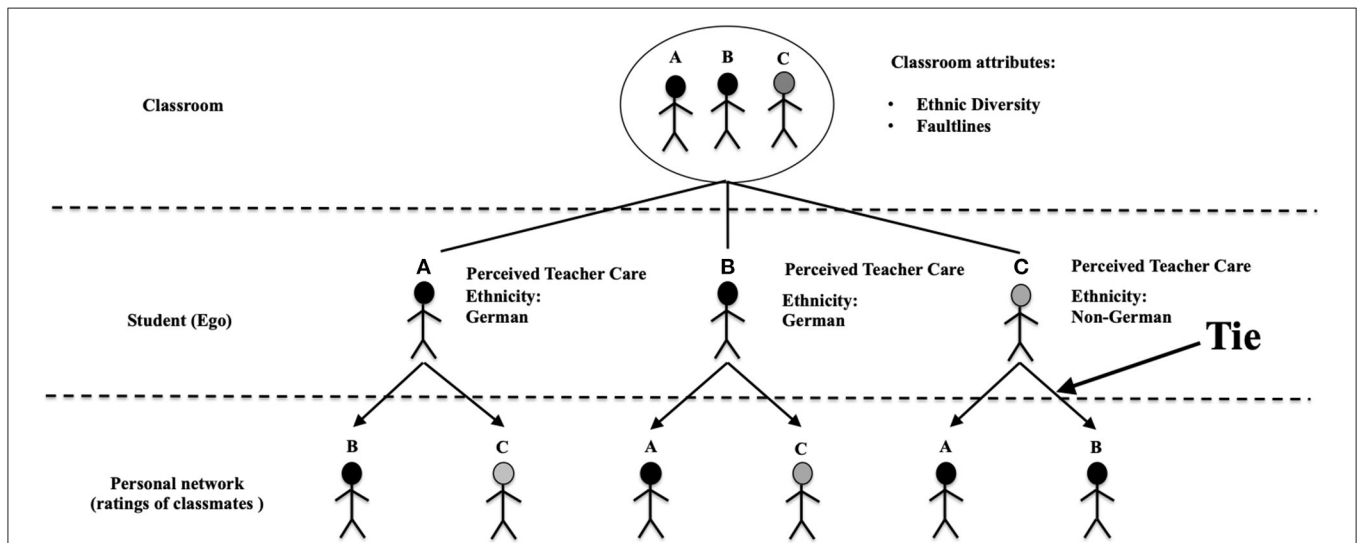 A B C
Classroom attributes:
Classroom
• Ethnic Diversity
• Faultlines
A
Perceived Teacher Care
Ethnicity:
German
B
Perceived Teacher Care
Ethnicity:
German
C
Perceived Teacher Care
Ethnicity:
Non-German
Student (Ego)
Tie
B C A C A B
Personal network
(ratings of classmates )